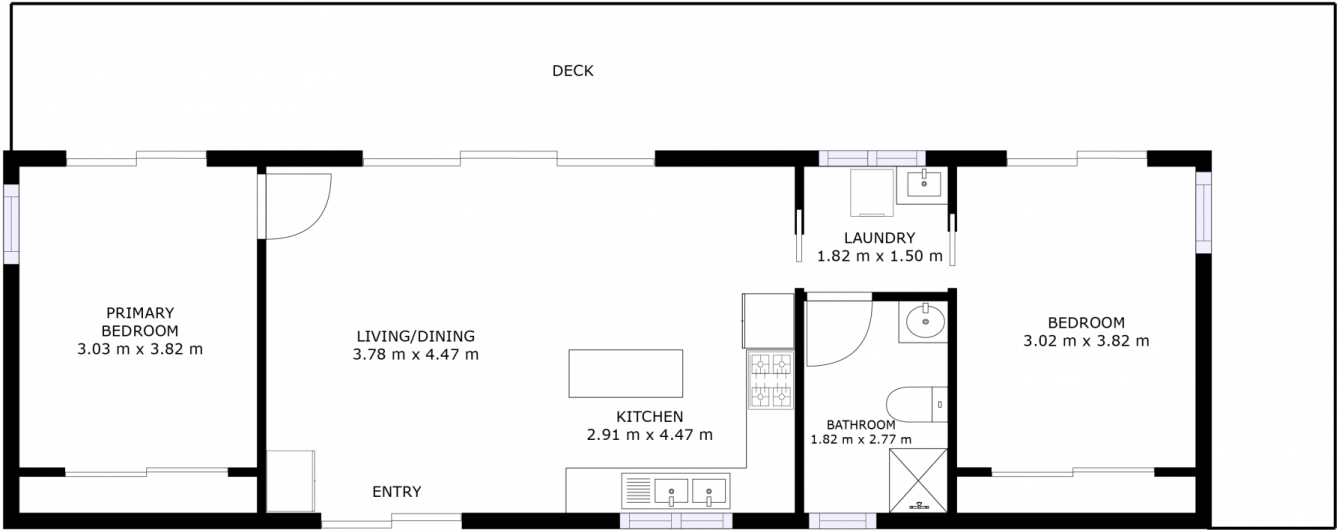 DECK
PRIMARY
BEDROOM
3.03 m x 3.82 m
LIVING/DINING
3.78 m x 4.47 m
ENTRY
KITCHEN
2.91 m x 4.47 m
LAUNDRY
1.82 m x 1.50 m
BATHROOM
1.82 m x 2.77 m
BEDROOM
3.02 m x 3.82 m